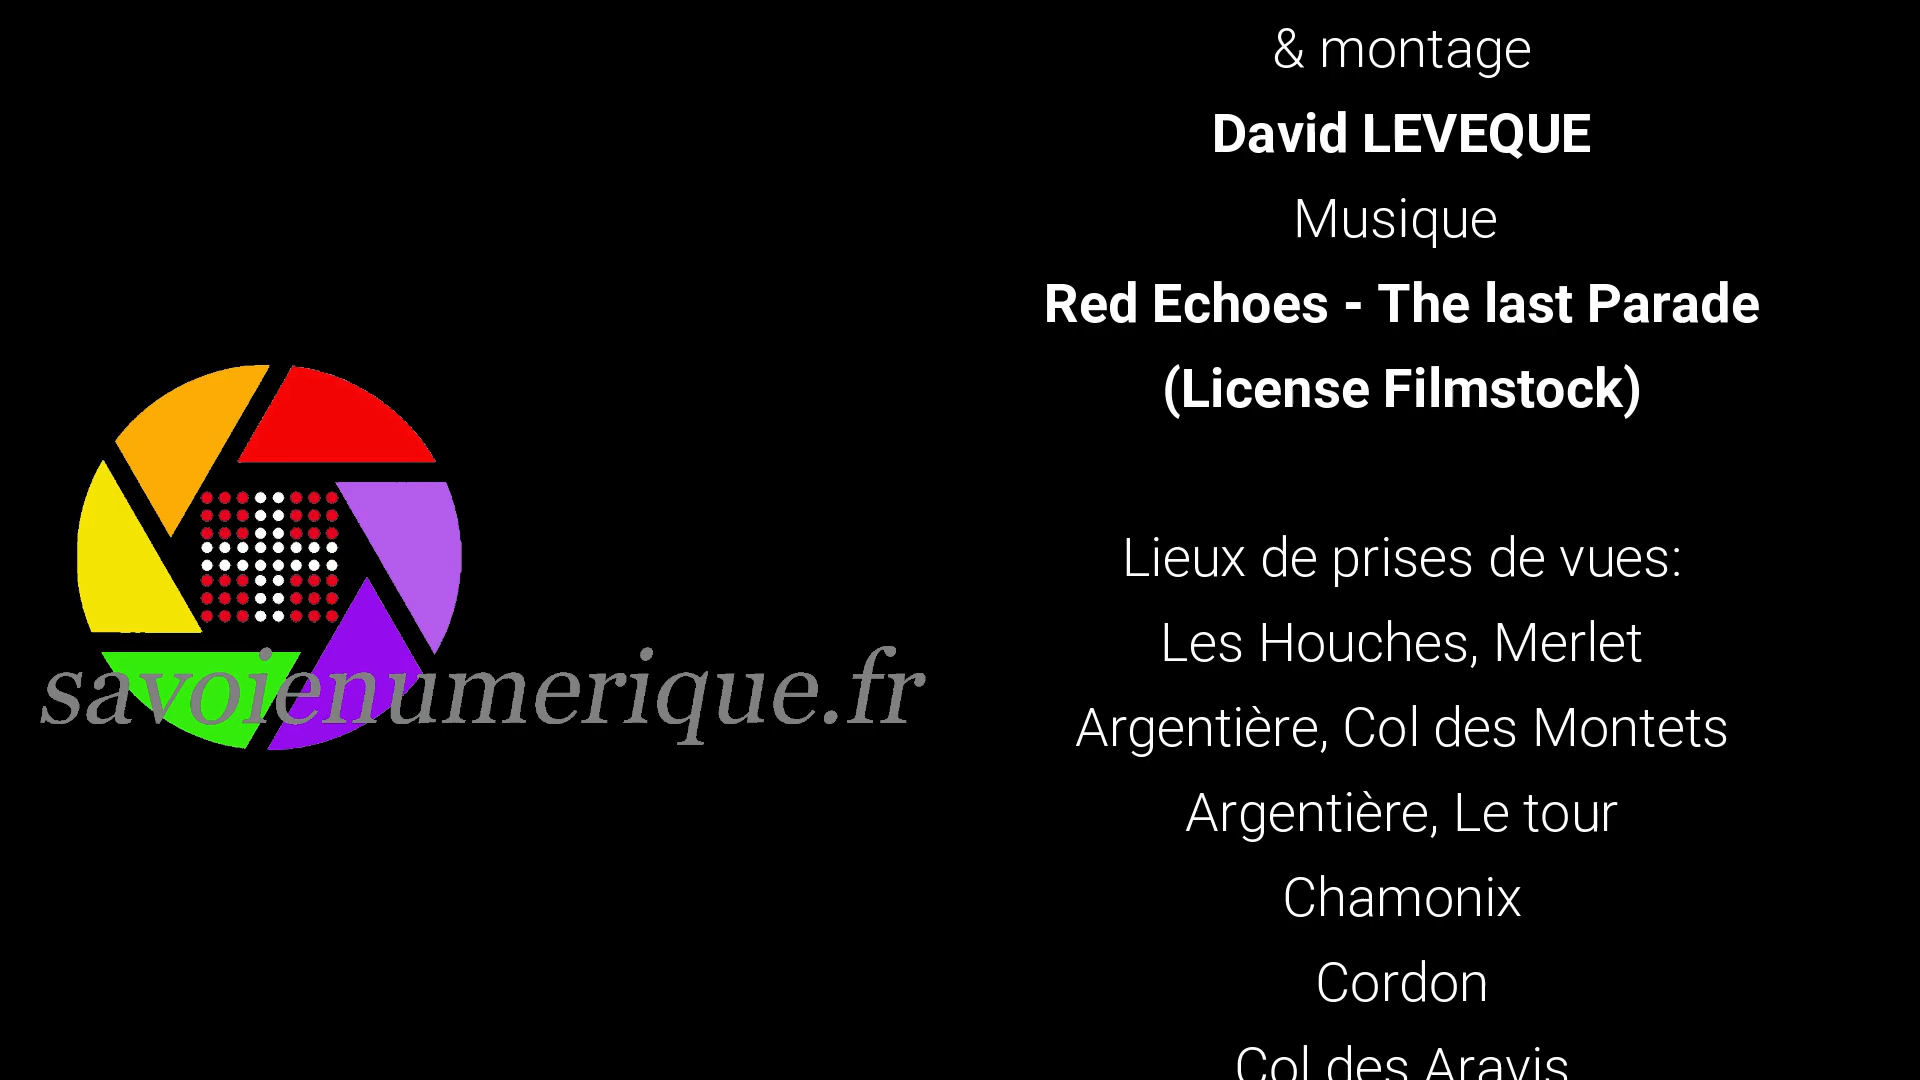 & montage
David LEVEQUE
Musique
Red Echoes - The last Parade
(License Filmstock)
Lieux de prises de vues:
Les Houches, Merlet
Argentière, Col des Montets
Argentière, Le tour
Chamonix
Cordon
Col des Aravis
savoienumerique.fr